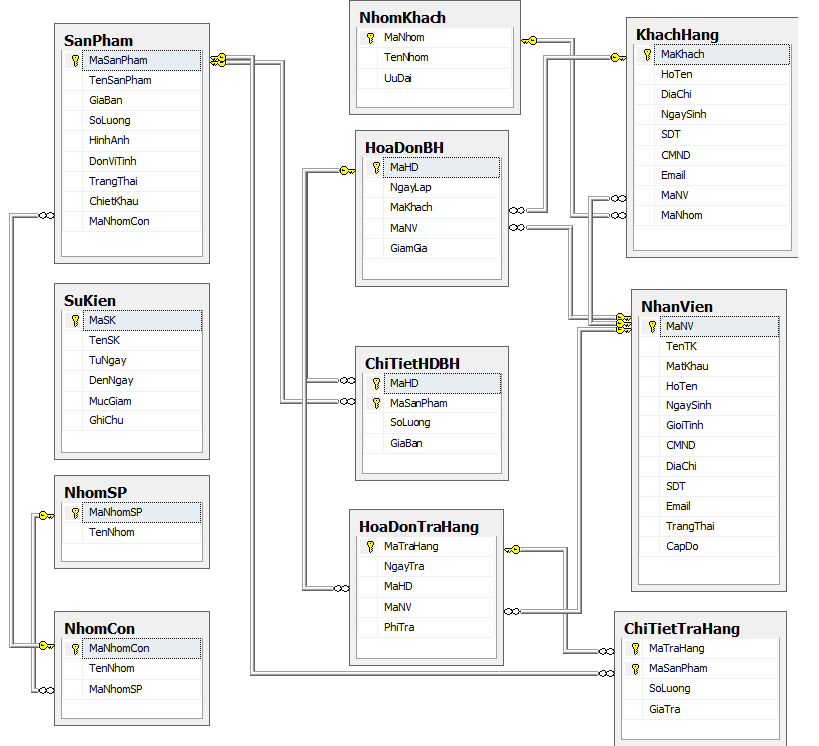 SanPham
MaSanPham
TenSanPham
GiaBan
SoLuong
HinhAnh
DonViTinh
TrangThai
ChietKhau
MaNhomCon
SuKien
MaSK
TenSK
TuNgay
DenNgay
MucGiam
GhiChu
NhomSP
MaNhomSP
TenNhom
NhomCon
MaNhomCon
TenNhom
MaNhomSP
NhomKhach
MaNhom
TenNhom
UuDai
HoaDonBH
MaHD
NgayLap
MaKhach
MaNV
GiamGia
ChiTietHDBH
MaHD
MaSanPham
SoLuong
GiaBan
HoaDonTraHang
MaTraHang
NgayTra
MaHD
MaNV
PhiTra
KhachHang
MaKhach
HoTen
DiaChi
NgaySinh
SDT
CMND
Email
MaNV
MaNhom
NhanVien
MaNV
TenTK
MatKhau
HoTen
NgaySinh
GioiTinh
CMND
DiaChi
SDT
Email
TrangThai
CapDo
ChiTietTraHang
MaTraHang
MaSanPham
SoLuong
GiaTra